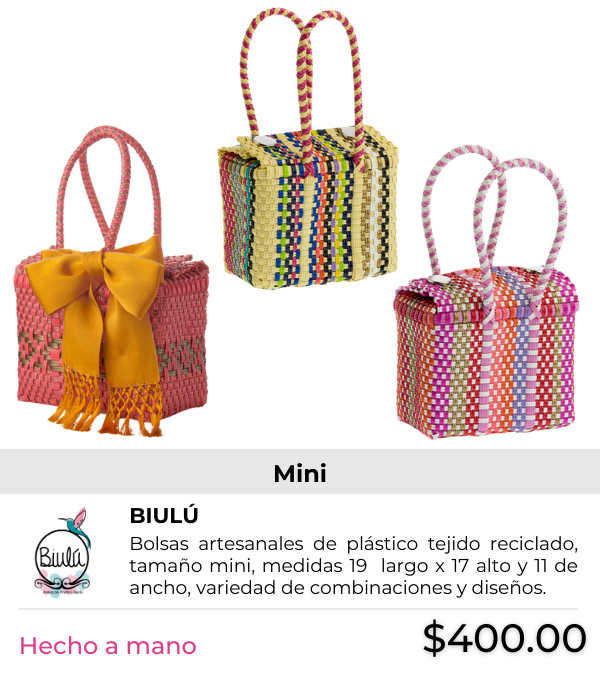 Mini
BIULÚ
Bolsas artesanales de plástico tejido reciclado,
tamaño mini, medidas 19 largo x 17 alto y 11 de
ancho, variedad de combinaciones y diseños.
Biulú
Hecho a mano
$400.00